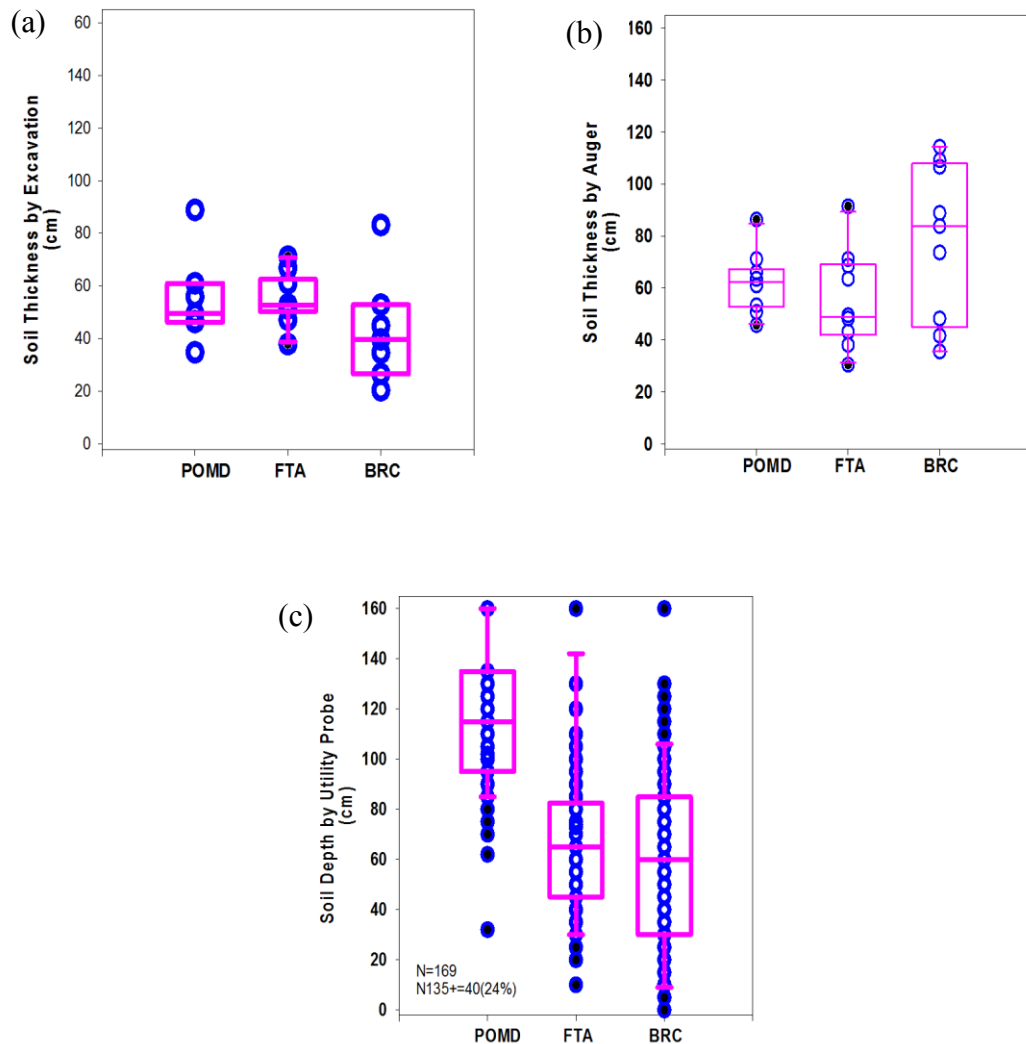 (a)
60
140
120
100
80
60
40
20
0
Soil Thickness by Excavation
(cm)
POMD FTA BRC
(b)
160
140
120
100
80
60
40
20
0
Soil Thickness by Auger
(cm)
POMD FTA BRC
(c)
160
140
120
100
80
60
40
20
0
Soil Depth by Utility Probe
(cm)
N=169
N135+=40(24%)
POMD FTA BRC